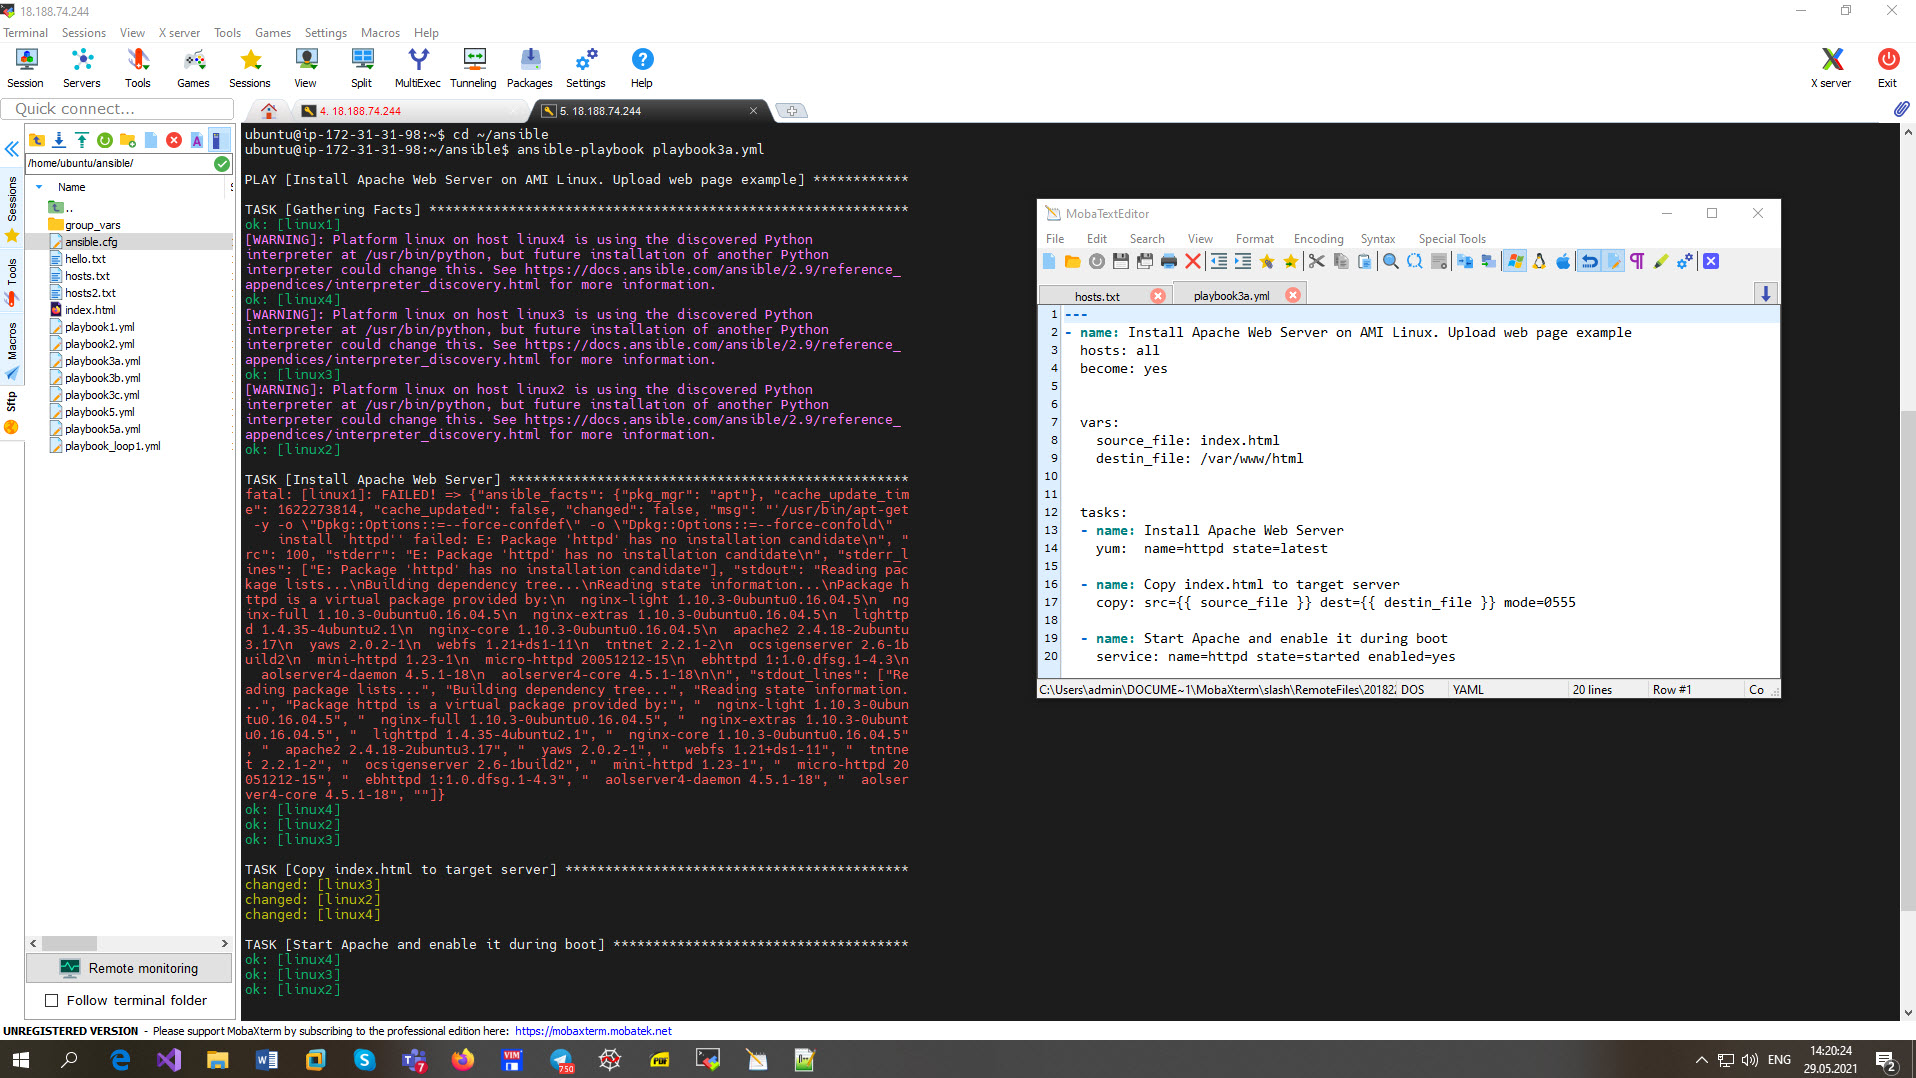 18.188.74.244
Terminal Sessions View X server Tools Games Settings Macros Help
Session Servers Tools Games Sessions View Split MultiExec Tunneling Packages Settings Help X server Exit
Quick connect...
4. 18.188.74.244
5. 18.188.74.244
Sessions
Tools
Macros
Sftp
/home/ubuntu/ansible/
Name
..
group_vars
ansible.cfg
hello.txt
hosts.txt
hosts2.txt
index.html
playbook1.yml
playbook2.yml
playbook3a.yml
playbook3b.yml
playbook3c.yml
playbook5.yml
playbook5a.yml
playbook_loop1.yml
Remote monitoring
Follow terminal folder
ubuntu@ip-172-31-31-98:~$ cd ~/ansible
ubuntu@ip-172-31-31-98:~/ansible$ ansible-playbook playbook3a.yml
PLAY [Install Apache Web Server on AMI Linux. Upload web page example] ************
TASK [Gathering Facts] ************************************************************
ok: [linux1]
[WARNING]: Platform linux on host linux4 is using the discovered Python
interpreter at /usr/bin/python, but future installation of another Python
interpreter could change this. See https://docs.ansible.com/ansible/2.9/reference_
appendices/interpreter_discovery.html for more information.
ok: [linux4]
[WARNING]: Platform linux on host linux3 is using the discovered Python
interpreter at /usr/bin/python, but future installation of another Python
interpreter could change this. See https://docs.ansible.com/ansible/2.9/reference_
appendices/interpreter_discovery.html for more information.
ok: [linux3]
[WARNING]: Platform linux on host linux2 is using the discovered Python
interpreter at /usr/bin/python, but future installation of another Python
interpreter could change this. See https://docs.ansible.com/ansible/2.9/reference_
appendices/interpreter_discovery.html for more information.
ok: [linux2]
TASK [Install Apache Web Server] **************************************************
fatal: [linux1]: FAILED! => {"ansible_facts": {"pkg_mgr": "apt"}, "cache_update_tim
e": 1622273814, "cache_updated": false, "changed": false, "msg": "'/usr/bin/apt-get
 -y -o \"Dpkg::Options::=--force-confdef\" -o \"Dpkg::Options::=--force-confold\"
    install 'httpd'' failed: E: Package 'httpd' has no installation candidate\n", "
rc": 100, "stderr": "E: Package 'httpd' has no installation candidate\n", "stderr_l
ines": ["E: Package 'httpd' has no installation candidate"], "stdout": "Reading pac
kage lists...\nBuilding dependency tree...\nReading state information...\nPackage h
ttpd is a virtual package provided by:\n  nginx-light 1.10.3-0ubuntu0.16.04.5\n  ng
inx-full 1.10.3-0ubuntu0.16.04.5\n  nginx-extras 1.10.3-0ubuntu0.16.04.5\n  lighttp
d 1.4.35-4ubuntu2.1\n  nginx-core 1.10.3-0ubuntu0.16.04.5\n  apache2 2.4.18-2ubuntu
3.17\n  yaws 2.0.2-1\n  webfs 1.21+ds1-11\n  tntnet 2.2.1-2\n  ocsigenserver 2.6-1b
uild2\n  mini-httpd 1.23-1\n  micro-httpd 20051212-15\n  ebhttpd 1:1.0.dfsg.1-4.3\n
  aolserver4-daemon 4.5.1-18\n  aolserver4-core 4.5.1-18\n\n", "stdout_lines": ["Re
ading package lists...", "Building dependency tree...", "Reading state information.
..", "Package httpd is a virtual package provided by:", "  nginx-light 1.10.3-0ubun
tu0.16.04.5", "  nginx-full 1.10.3-0ubuntu0.16.04.5", "  nginx-extras 1.10.3-0ubunt
u0.16.04.5", "  lighttpd 1.4.35-4ubuntu2.1", "  nginx-core 1.10.3-0ubuntu0.16.04.5"
, "  apache2 2.4.18-2ubuntu3.17", "  yaws 2.0.2-1", "  webfs 1.21+ds1-11", "  tntne
t 2.2.1-2", "  ocsigenserver 2.6-1build2", "  mini-httpd 1.23-1", "  micro-httpd 20
051212-15", "  ebhttpd 1:1.0.dfsg.1-4.3", "  aolserver4-daemon 4.5.1-18", "  aolser
ver4-core 4.5.1-18", ""]}
ok: [linux4]
ok: [linux2]
ok: [linux3]
TASK [Copy index.html to target server] *******************************************
changed: [linux3]
changed: [linux2]
changed: [linux4]
TASK [Start Apache and enable it during boot] *************************************
ok: [linux4]
ok: [linux3]
ok: [linux2]
MobaTextEditor
File Edit Search View Format Encoding Syntax Special Tools
hosts.txt playbook3a.yml
1 ---
2 - name: Install Apache Web Server on AMI Linux. Upload web page example
3   hosts: all
4   become: yes
5
6
7   vars:
8     source_file: index.html
9     destin_file: /var/www/html
10
11
12   tasks:
13   - name: Install Apache Web Server
14     yum:  name=httpd state=latest
15
16   - name: Copy index.html to target server
17     copy: src={{ source_file }} dest={{ destin_file }} mode=0555
18
19   - name: Start Apache and enable it during boot
20     service: name=httpd state=started enabled=yes
C:\Users\admin\DOCUME~1\MobaXterm\slash\RemoteFiles\20182 DOS YAML 20 lines Row #1 Co
UNREGISTERED VERSION - Please support MobaXterm by subscribing to the professional edition here: https://mobaxterm.mobatek.net
7 VIM 750 PDF ENG 14:20:24
29.05.2021 2